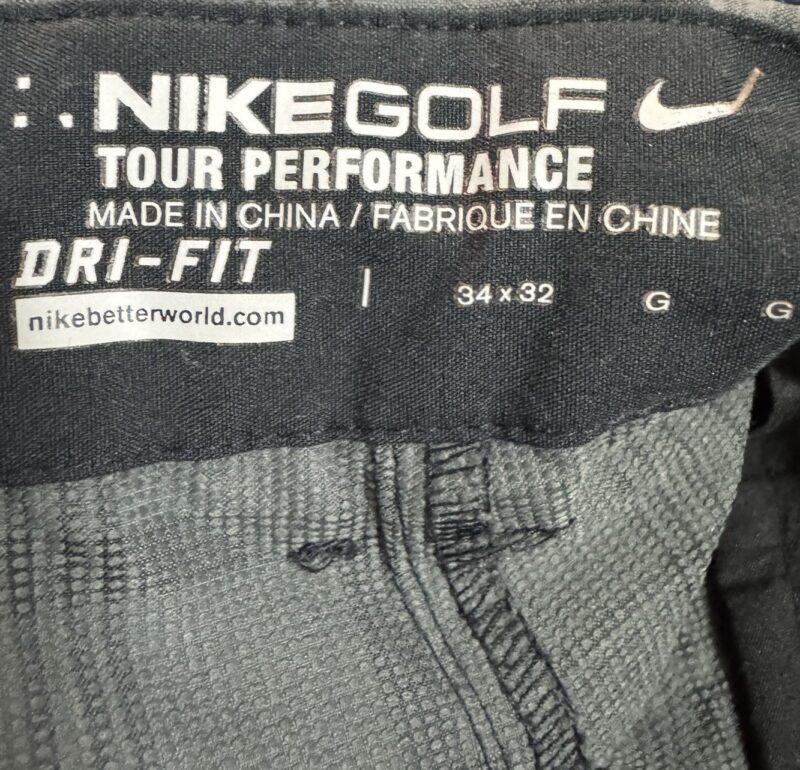 NIKEGOLF
TOUR PERFORMANCE
MADE IN CHINA / FABRIQUE EN CHINE
DRI-FIT
nikebetterworld.com
34 x 32 G G